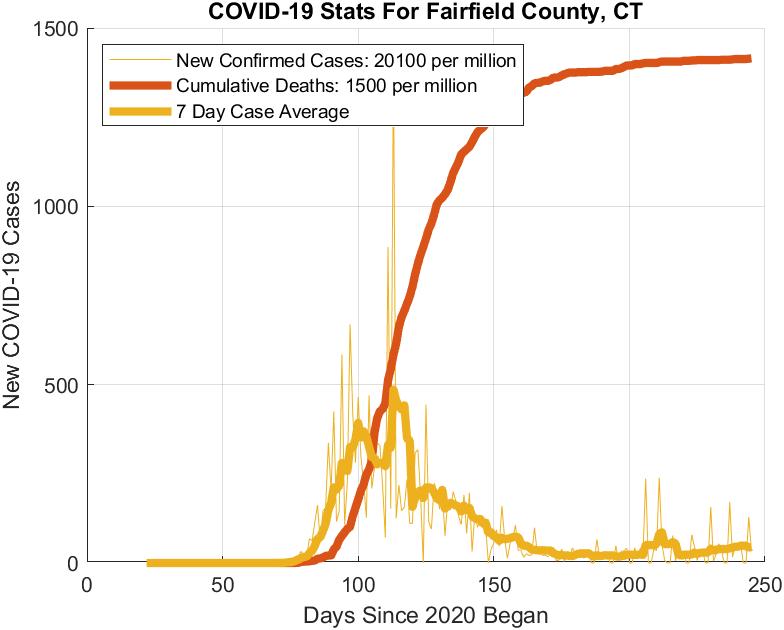 COVID-19 Stats For Fairfield County, CT
New Confirmed Cases: 20100 per million
Cumulative Deaths: 1500 per million
7 Day Case Average
New COVID-19 Cases
1500
1000
500
0
0
50
100
150
200
250
Days Since 2020 Began